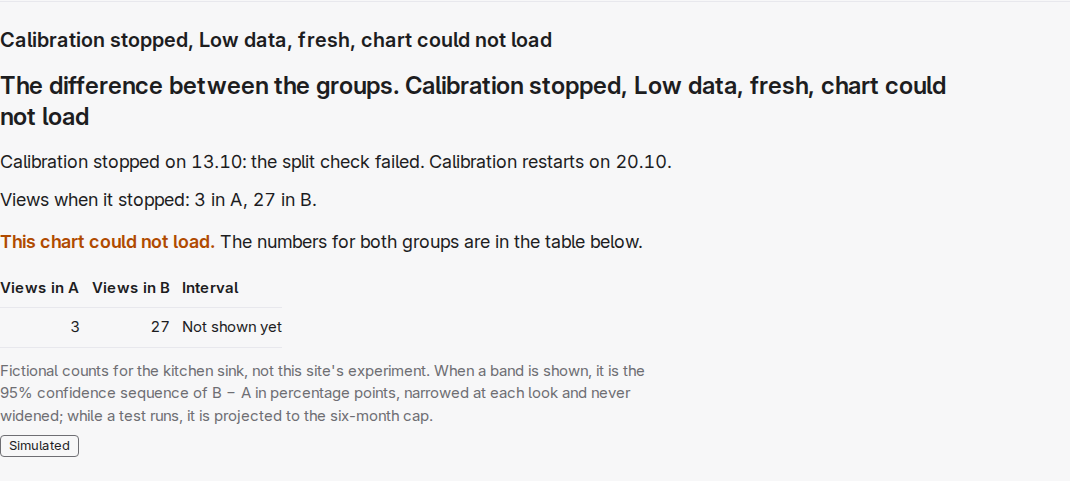 Calibration stopped, Low data, fresh, chart could not load
The difference between the groups. Calibration stopped, Low data, fresh, chart could
not load
Calibration stopped on 13.10: the split check failed. Calibration restarts on 20.10.
Views when it stopped: 3 in A, 27 in B.
This chart could not load. The numbers for both groups are in the table below.
Views in A Views in B Interval
3 27 Not shown yet
Fictional counts for the kitchen sink, not this site's experiment. When a band is shown, it is the
95% confidence sequence of B − A in percentage points, narrowed at each look and never
widened; while a test runs, it is projected to the six-month cap.
Simulated